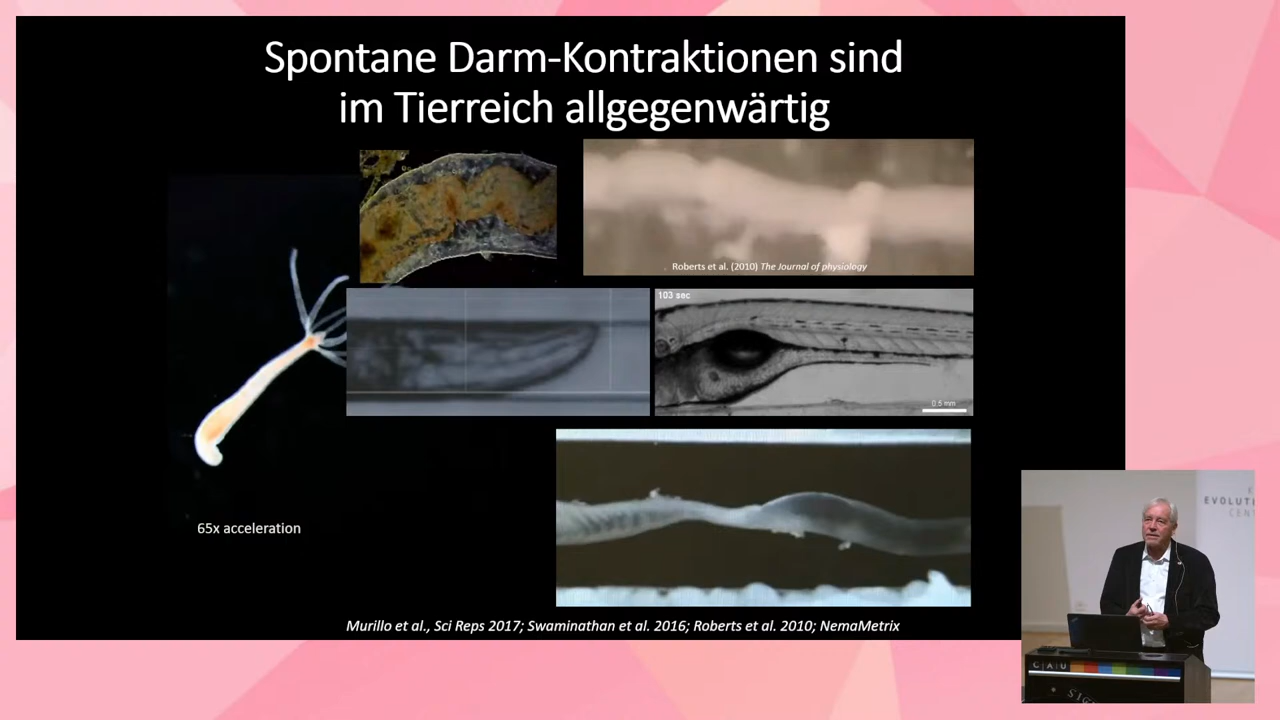 Spontane Darm-Kontraktionen sind
im Tierreich allgegenwärtig
Roberts et al. (2010) The Journal of physiology
103 sec
0.5 mm
65x acceleration
Murillo et al., Sci Reps 2017; Swaminathan et al. 2016; Roberts et al. 2010; NemaMetrix
K
EVOLUT
CENT
C|A|U